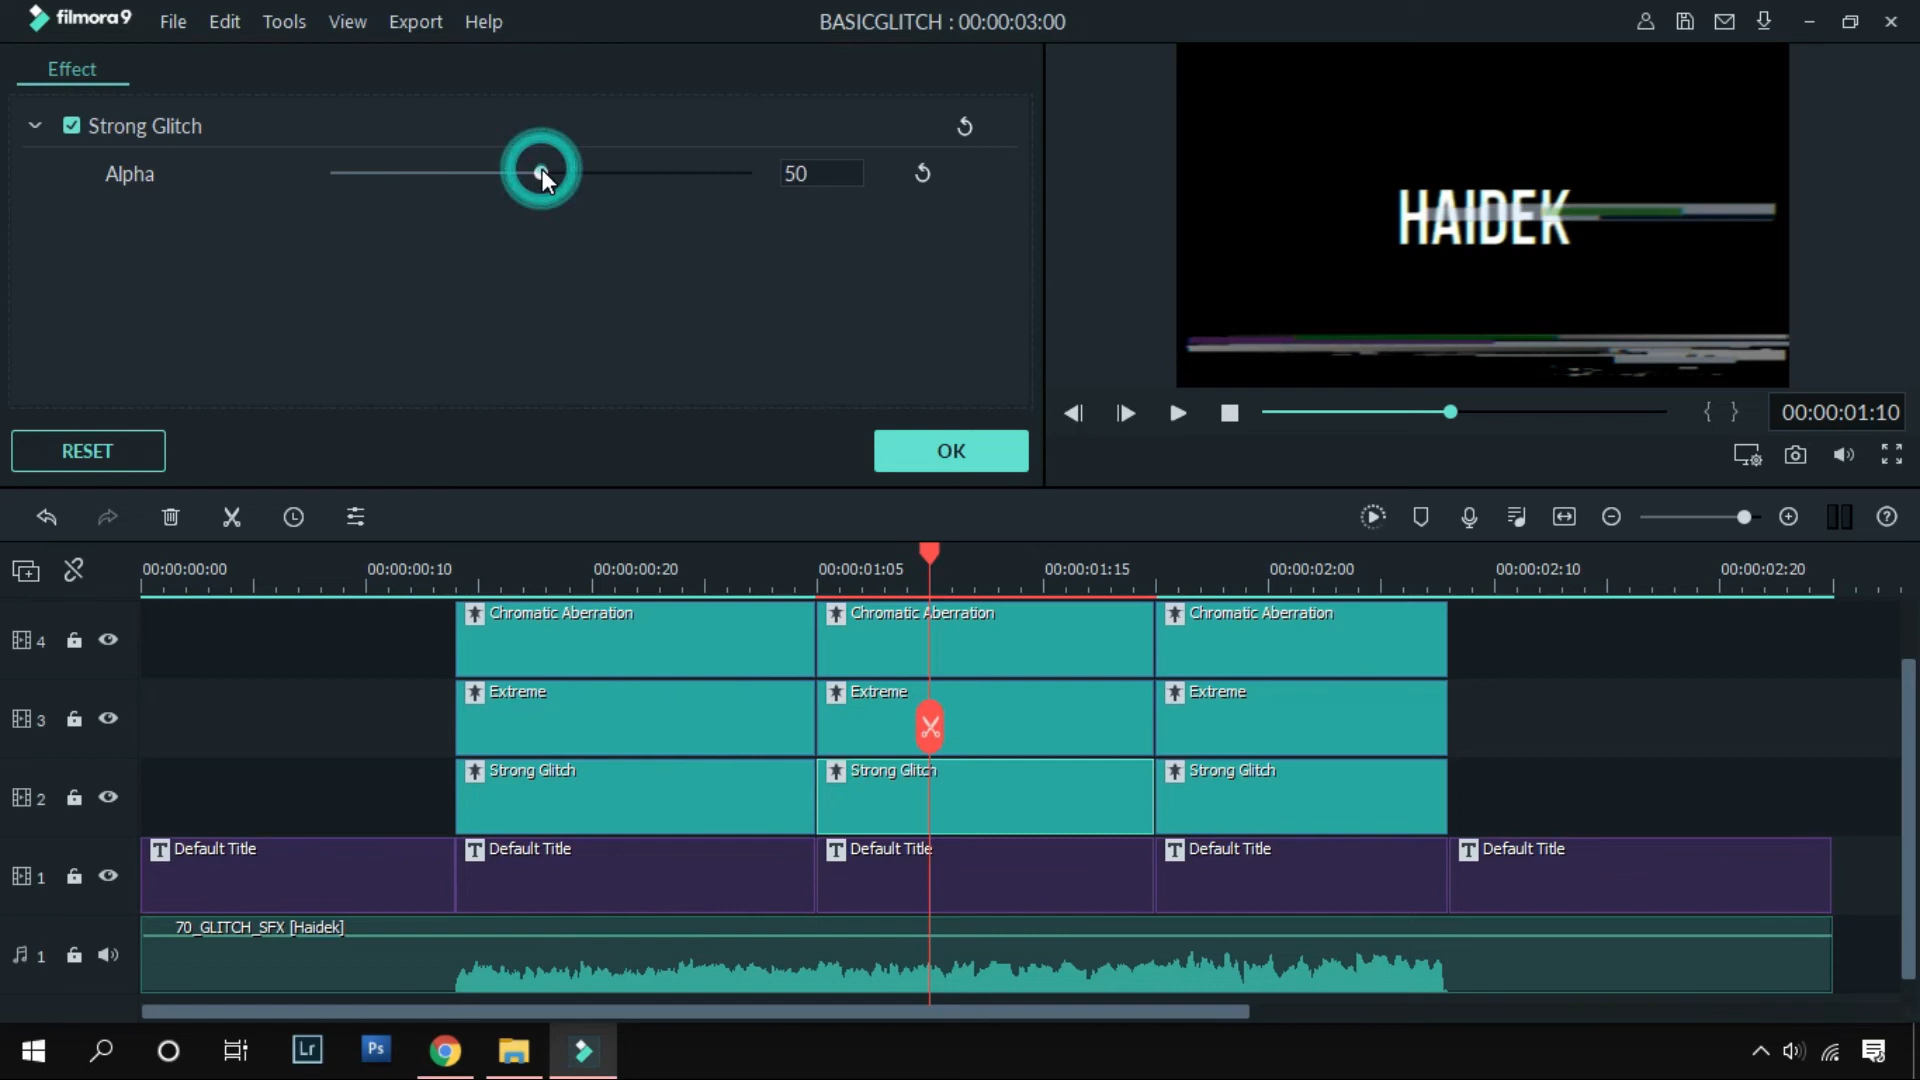 filmora9 File Edit Tools View Export Help BASICGLITCH : 00:00:03:00
Effect
Strong Glitch
Alpha 50
HAIDEK
RESET OK
{ } 00:00:01:10
00:00:00:00 00:00:00:10 00:00:00:20 00:00:01:05 00:00:01:15 00:00:02:00 00:00:02:10 00:00:02:20
4 Chromatic Aberration Chromatic Aberration Chromatic Aberration
3 Extreme Extreme Extreme
2 Strong Glitch Strong Glitch Strong Glitch
1 T Default Title T Default Title T Default Title T Default Title T Default Title
70_GLITCH_SFX [Haidek]
1
Lr Ps